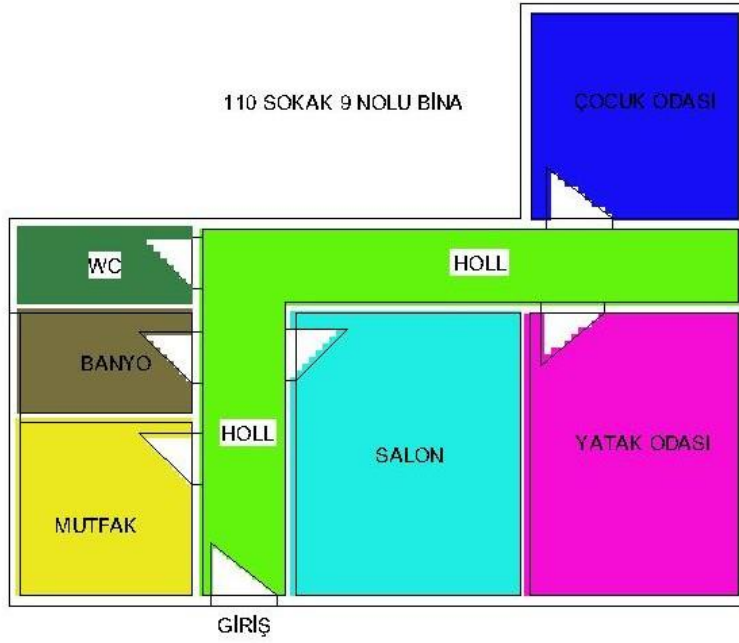 110 SOKAK 9 NOLU BİNA
ÇOCUK ODASI
WC
HOLL
BANYO
HOLL
SALON
YATAK ODASI
MUTFAK
GİRİŞ